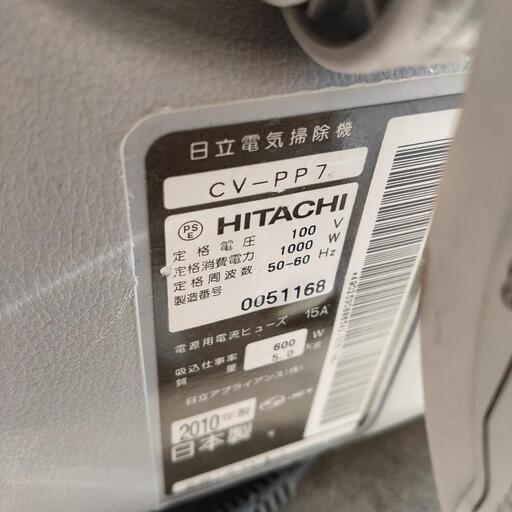 日立電気掃除機
CV-PP7
PS E HITACHI
定格電圧 100 V
定格消費電力 1000 W
定格周波数 50-60 Hz
製造番号 0051168
電源用電流ヒューズ 15A
吸込仕事率 600 W
質量 5.0 kg
日立アプライアンス(株)
2010年製
日本製